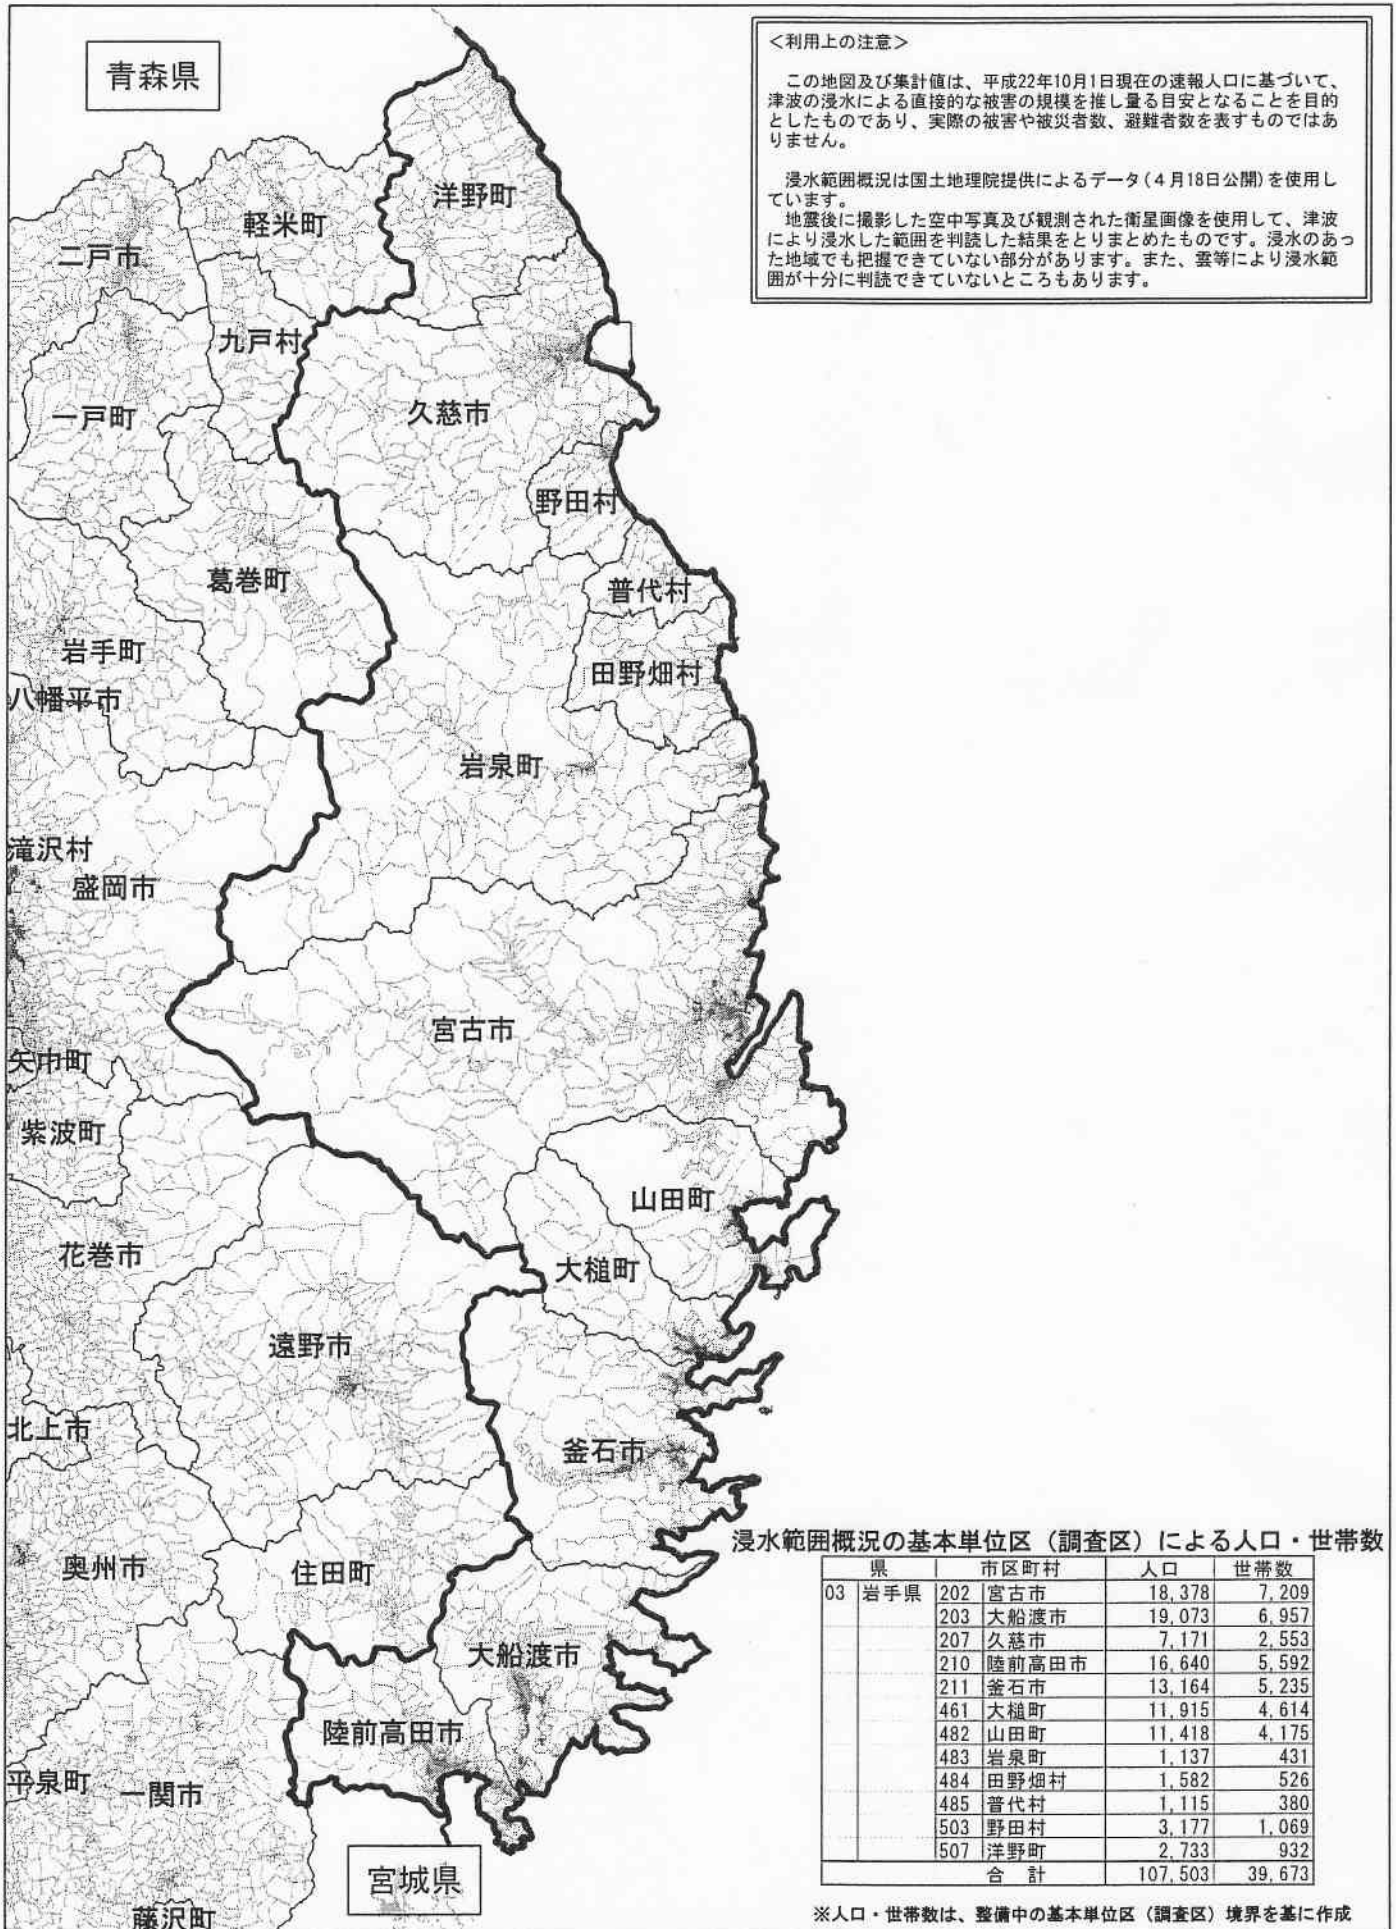 青森県
＜利用上の注意＞
この地図及び集計値は、平成22年10月1日現在の速報人口に基づいて、
津波の浸水による直接的な被害の規模を推し量る目安となることを目的
としたものであり、実際の被害や被災者数、避難者数を表すものではあ
りません。
浸水範囲概況は国土地理院提供によるデータ(４月18日公開)を使用し
ています。
地震後に撮影した空中写真及び観測された衛星画像を使用して、津波
により浸水した範囲を判読した結果をとりまとめたものです。浸水のあっ
た地域でも把握できていない部分があります。また、雲等により浸水範
囲が十分に判読できていないところもあります。
洋野町
軽米町
二戸市
九戸村
一戸町
久慈市
野田村
葛巻町
普代村
岩手町
田野畑村
八幡平市
岩泉町
滝沢村
盛岡市
宮古市
矢巾町
紫波町
山田町
花巻市
大槌町
遠野市
北上市
釜石市
奥州市
住田町
大船渡市
陸前高田市
平泉町
一関市
宮城県
藤沢町
浸水範囲概況の基本単位区（調査区）による人口・世帯数
県 市区町村 人口 世帯数
03 岩手県 202 宮古市 18,378 7,209
203 大船渡市 19,073 6,957
207 久慈市 7,171 2,553
210 陸前高田市 16,640 5,592
211 釜石市 13,164 5,235
461 大槌町 11,915 4,614
482 山田町 11,418 4,175
483 岩泉町 1,137 431
484 田野畑村 1,582 526
485 普代村 1,115 380
503 野田村 3,177 1,069
507 洋野町 2,733 932
合 計 107,503 39,673
※人口・世帯数は、整備中の基本単位区（調査区）境界を基に作成